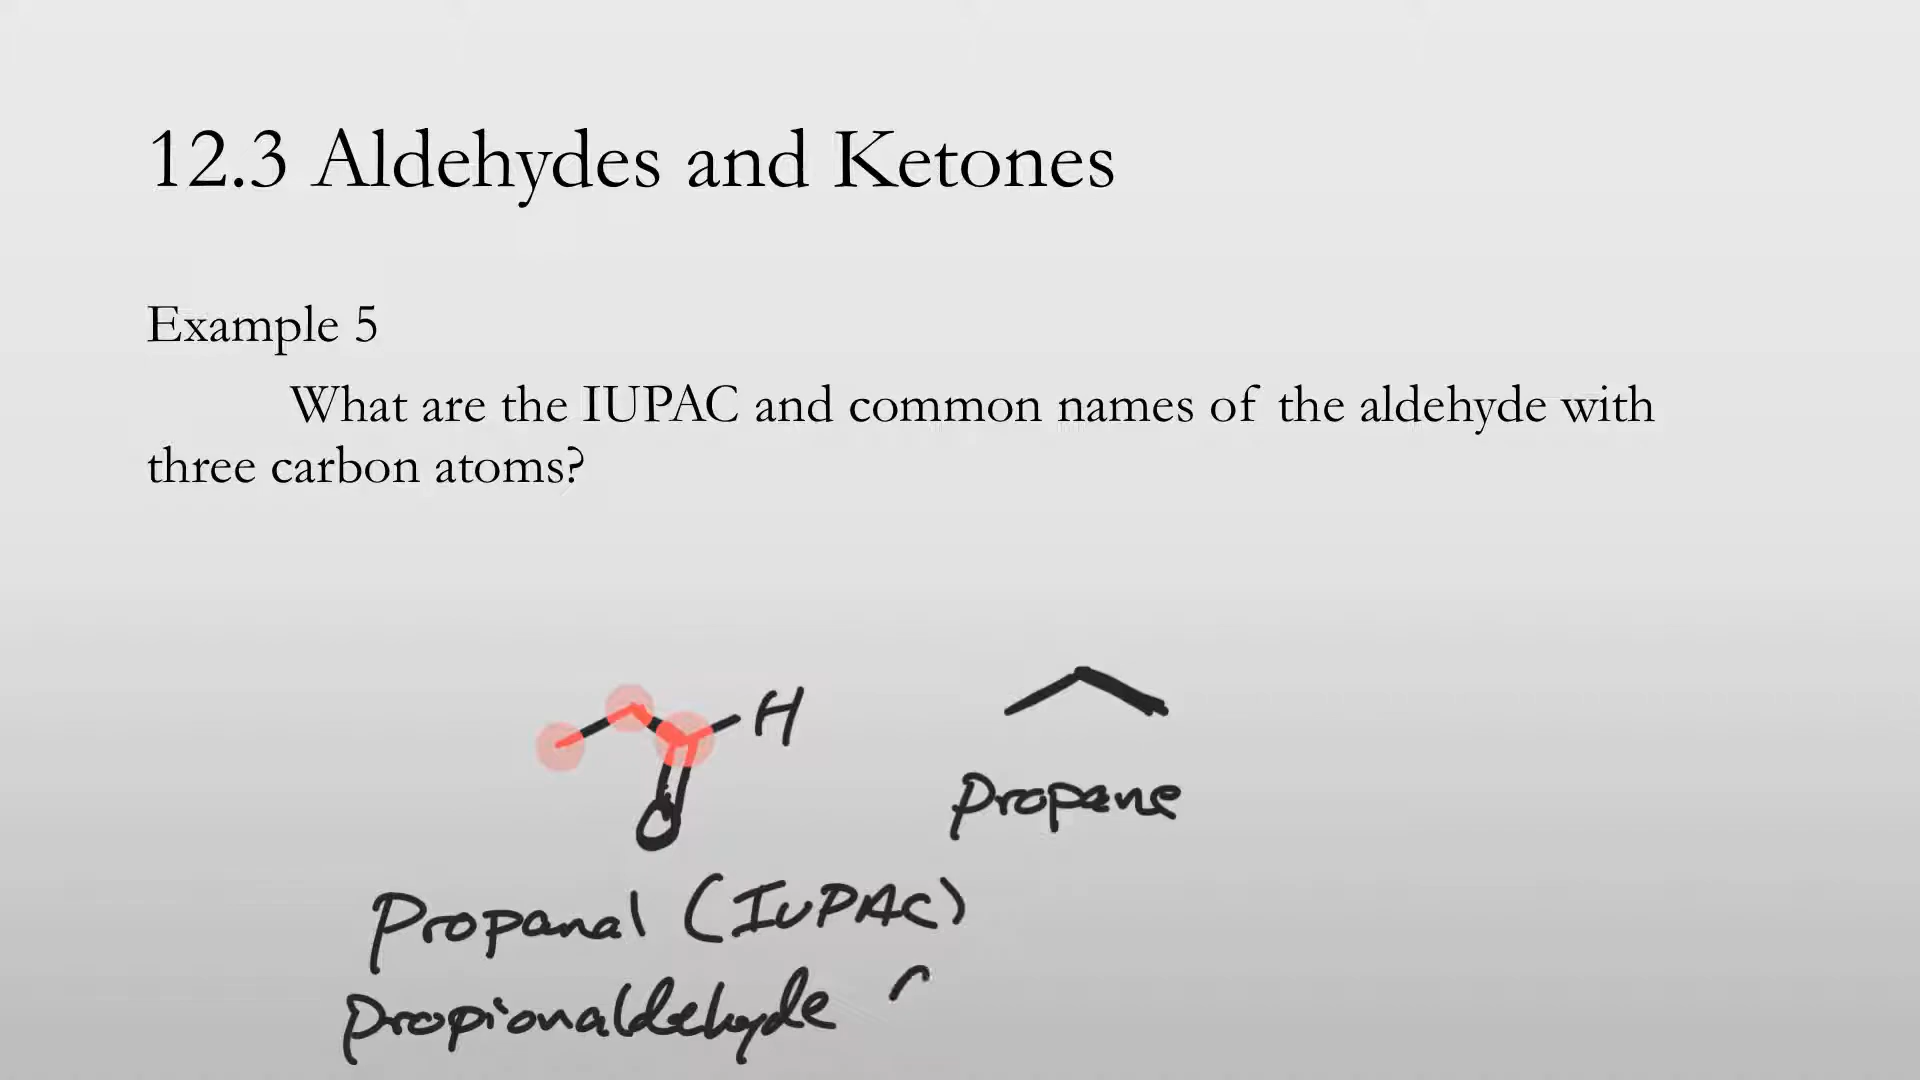 12.3 Aldehydes and Ketones
Example 5
What are the IUPAC and common names of the aldehyde with
three carbon atoms?
H
O
Propane
Propanal (IUPAC)
Propionaldehyde (